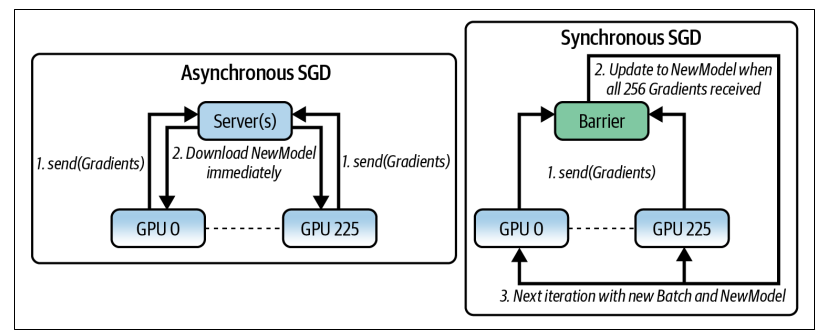 Asynchronous SGD
Server(s)
1. send(Gradients)
2. Download NewModel
immediately
1. send(Gradients)
GPU 0
GPU 225
Synchronous SGD
2. Update to NewModel when
all 256 Gradients received
Barrier
1. send(Gradients)
GPU 0
GPU 225
3. Next iteration with new Batch and NewModel